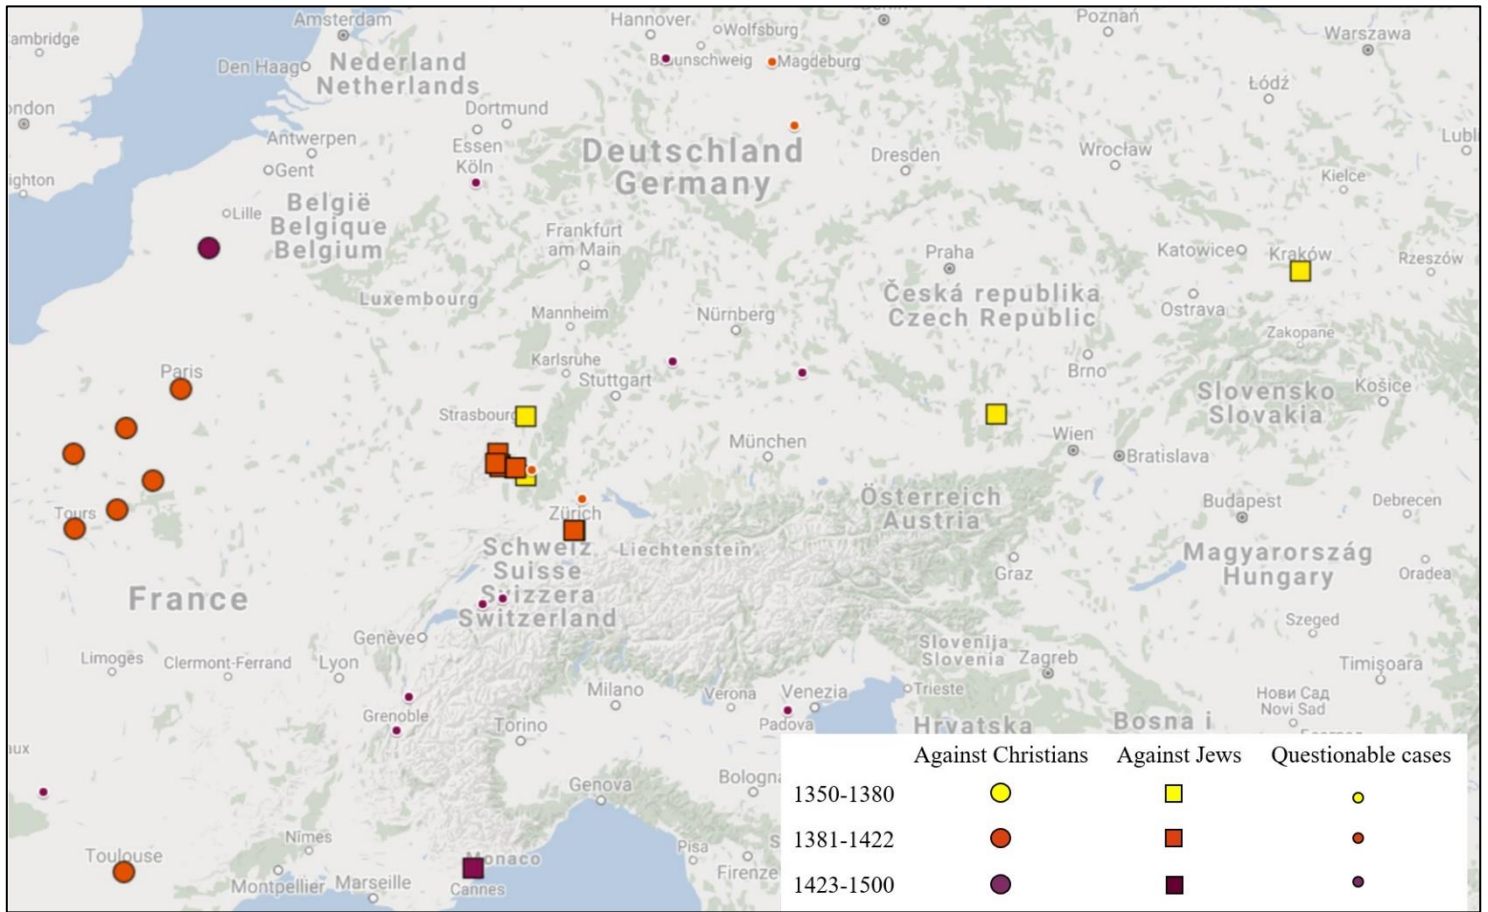 Amsterdam
Hannover
Wolfsburg
Poznań
Warszawa
ambridge
Den Haag
Nederland
Netherlands
Braunschweig
Magdeburg
Łódź
ondon
Dortmund
Antwerpen
Essen
Deutschland
Germany
Dresden
Wrocław
Lubli
Gent
Köln
Kielce
ighton
België
Belgique
Belgium
Lille
Frankfurt
am Main
Praha
Katowice
Kraków
Rzeszów
Luxembourg
Mannheim
Nürnberg
Česká republika
Czech Republic
Ostrava
Zakopane
Paris
Karlsruhe
Stuttgart
Brno
Slovensko
Slovakia
Košice
Strasbourg
München
Wien
Bratislava
Tours
Zürich
Österreich
Austria
Budapest
Debrecen
Schweiz
Suisse
Svizzera
Switzerland
Liechtenstein
Graz
Magyarország
Hungary
Oradea
France
Genève
Slovenija
Slovenia
Zagreb
Szeged
Limoges
Clermont-Ferrand
Lyon
Timișoara
Milano
Verona
Venezia
Trieste
Нови Сад
Novi Sad
Grenoble
Torino
Padova
Hrvatska
Bosna i
aux
Genova
Bologna
Nîmes
Pisa
Firenze
Toulouse
Monaco
Montpellier
Marseille
Cannes
Against Christians Against Jews Questionable cases
1350-1380
1381-1422
1423-1500